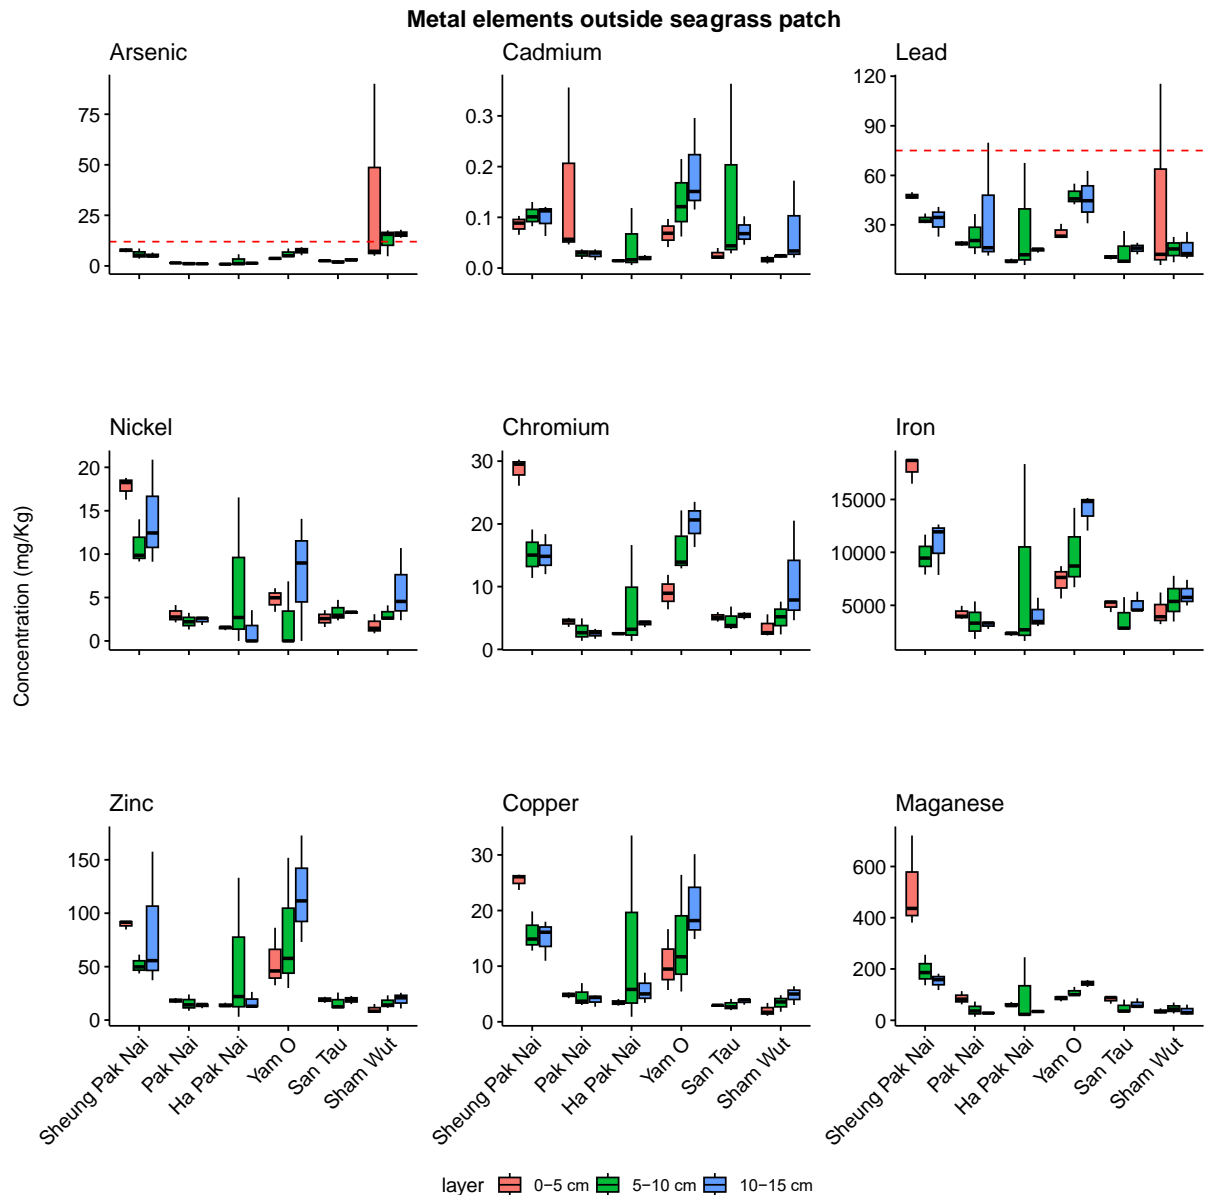 Metal elements outside seagrass patch
Arsenic
Cadmium
Lead
75
50
25
0
0.3
0.2
0.1
0.0
120
90
60
30
Nickel
Chromium
Iron
20
15
10
5
0
30
20
10
0
15000
10000
5000
Concentration (mg/Kg)
Zinc
Copper
Maganese
150
100
50
0
30
20
10
0
600
400
200
0
Sheung Pak Nai
Pak Nai
Ha Pak Nai
Yam O
San Tau
Sham Wut
Sheung Pak Nai
Pak Nai
Ha Pak Nai
Yam O
San Tau
Sham Wut
Sheung Pak Nai
Pak Nai
Ha Pak Nai
Yam O
San Tau
Sham Wut
layer 0−5 cm 5−10 cm 10−15 cm